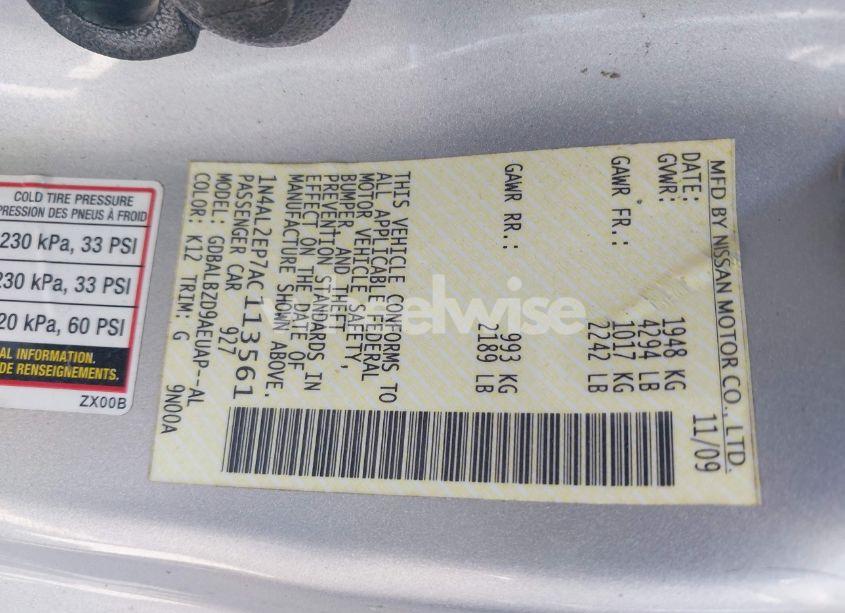 COLD TIRE PRESSURE
PRESSION DES PNEUS À FROID
230 kPa, 33 PSI
230 kPa, 33 PSI
20 kPa, 60 PSI
AL INFORMATION.
DE RENSEIGNEMENTS.
ZX00B
MFD BY NISSAN MOTOR CO., LTD.
DATE: 11/09
GVWR: 1948 KG
4294 LB
GAWR FR.: 1017 KG
2242 LB
GAWR RR.: 993 KG
2189 LB
THIS VEHICLE CONFORMS TO
ALL APPLICABLE FEDERAL
MOTOR VEHICLE SAFETY,
BUMPER, AND THEFT
PREVENTION STANDARDS IN
EFFECT ON THE DATE OF
MANUFACTURE SHOWN ABOVE.
1N4AL2EP7AC113561
PASSENGER CAR 927
MODEL: GDBALBZD9AEUAP--AL
COLOR: K12 TRIM: G 9N00A
wheelwise